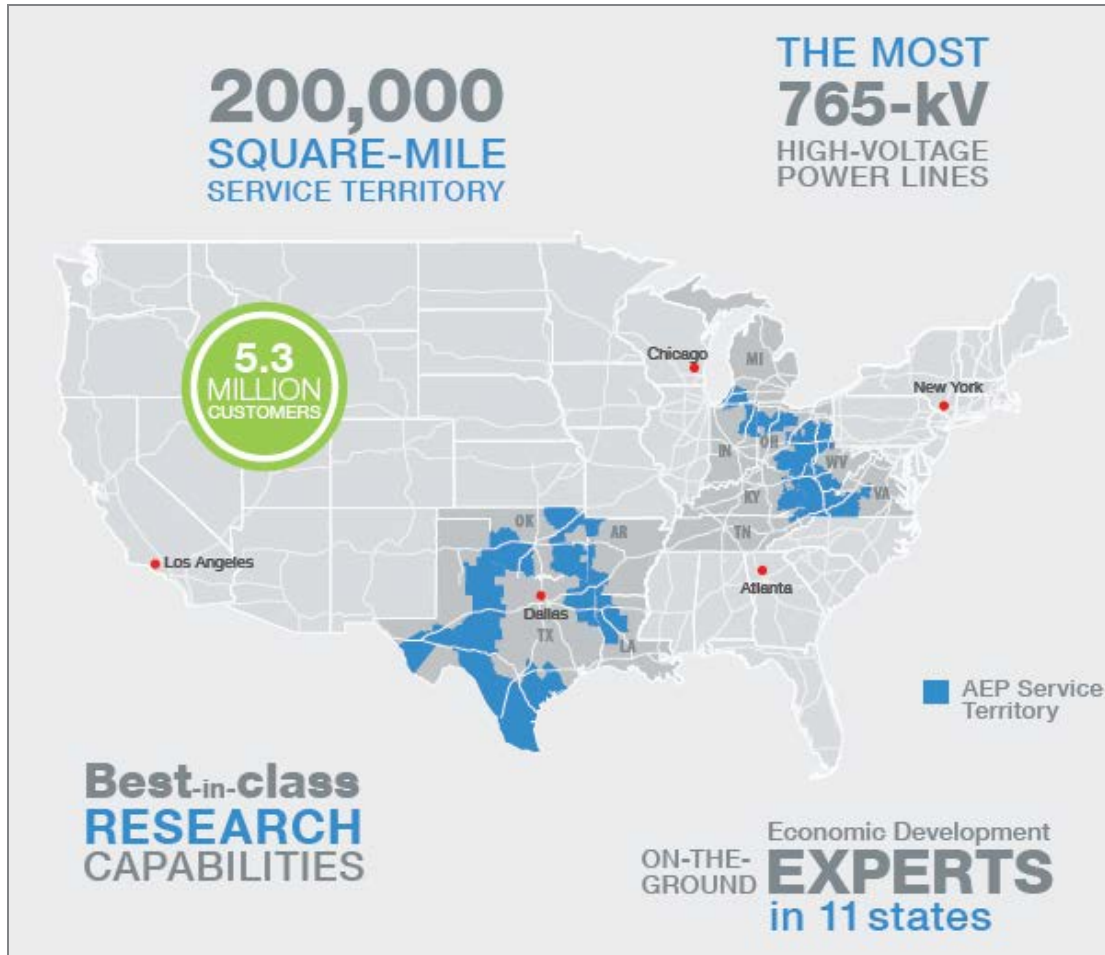 200,000
SQUARE-MILE
SERVICE TERRITORY
THE MOST
765-kV
HIGH-VOLTAGE
POWER LINES
5.3
MILLION
CUSTOMERS
Chicago
MI
New York
IN
OH
WV
KY
VA
TN
OK
AR
Los Angeles
Atlanta
Dallas
TX
LA
AEP Service
Territory
Best-in-class
RESEARCH
CAPABILITIES
Economic Development
ON-THE-
GROUND
EXPERTS
in 11 states